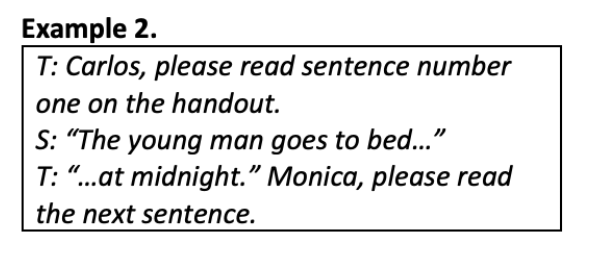 Example 2.
T: Carlos, please read sentence number
one on the handout.
S: “The young man goes to bed...”
T: “...at midnight.” Monica, please read
the next sentence.